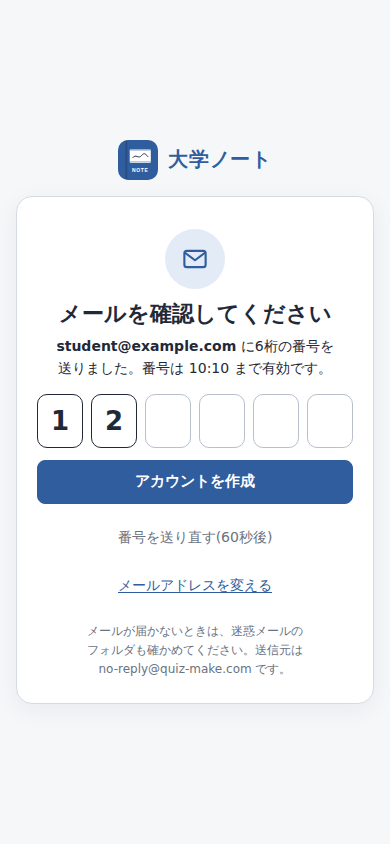 NOTE
大学ノート
メールを確認してください
student@example.com に6桁の番号を
送りました。番号は 10:10 まで有効です。
1 2
アカウントを作成
番号を送り直す(60秒後)
メールアドレスを変える
メールが届かないときは、迷惑メールの
フォルダも確かめてください。送信元は
no-reply@quiz-make.com です。